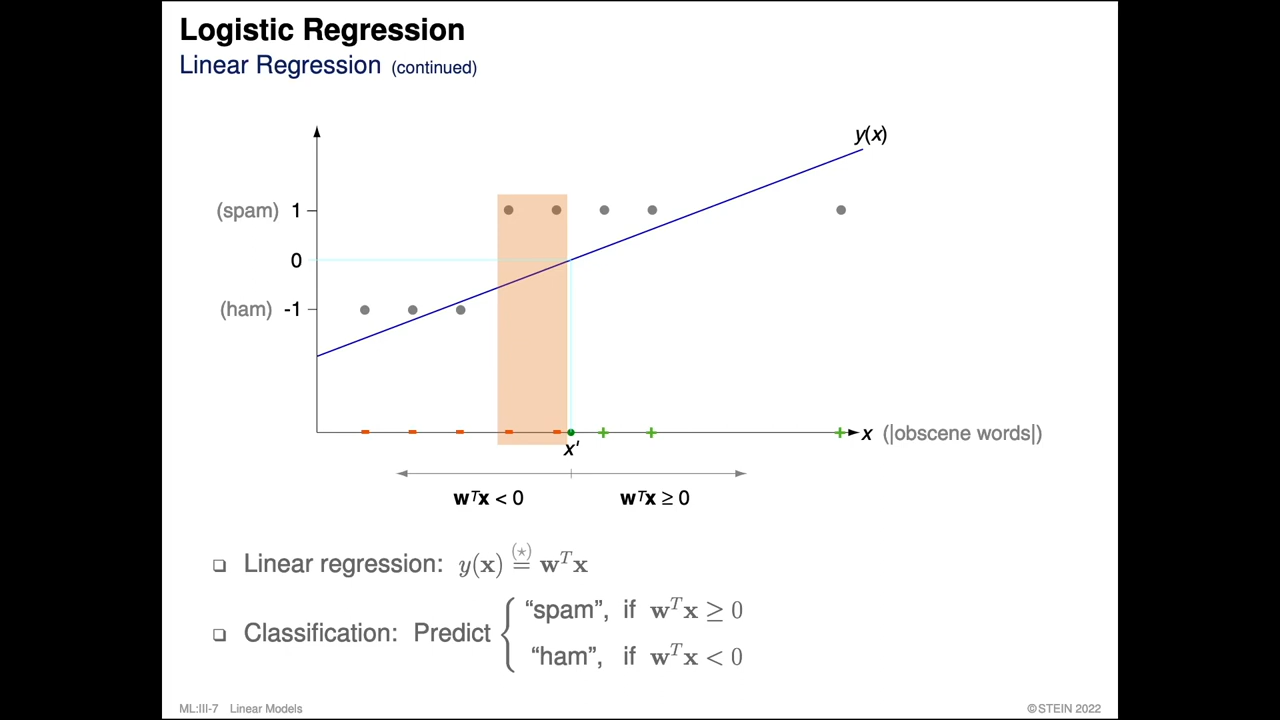 Logistic Regression
Linear Regression (continued)
y(x)
(spam) 1
0
(ham) -1
x (|obscene words|)
x'
wᵀx < 0 wᵀx ≥ 0
❑ Linear regression: y(x) (⋆)= wᵀx
❑ Classification: Predict { “spam”, if wᵀx ≥ 0
“ham”, if wᵀx < 0
ML:III-7 Linear Models ©STEIN 2022